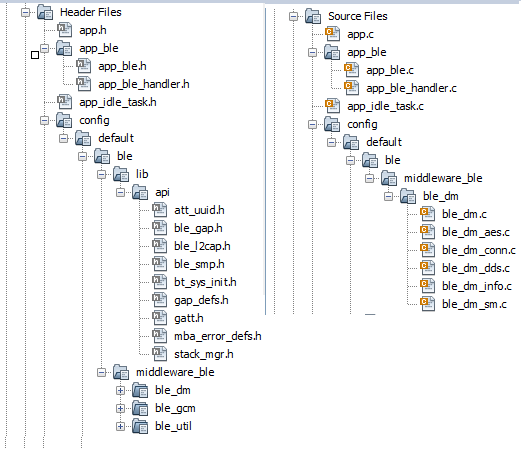 Header Files
app.h
app_ble
app_ble.h
app_ble_handler.h
app_idle_task.h
config
default
ble
lib
api
att_uuid.h
ble_gap.h
ble_l2cap.h
ble_smp.h
bt_sys_init.h
gap_defs.h
gatt.h
mba_error_defs.h
stack_mgr.h
middleware_ble
ble_dm
ble_gcm
ble_util
Source Files
app.c
app_ble
app_ble.c
app_ble_handler.c
app_idle_task.c
config
default
ble
middleware_ble
ble_dm
ble_dm.c
ble_dm_aes.c
ble_dm_conn.c
ble_dm_dds.c
ble_dm_info.c
ble_dm_sm.c